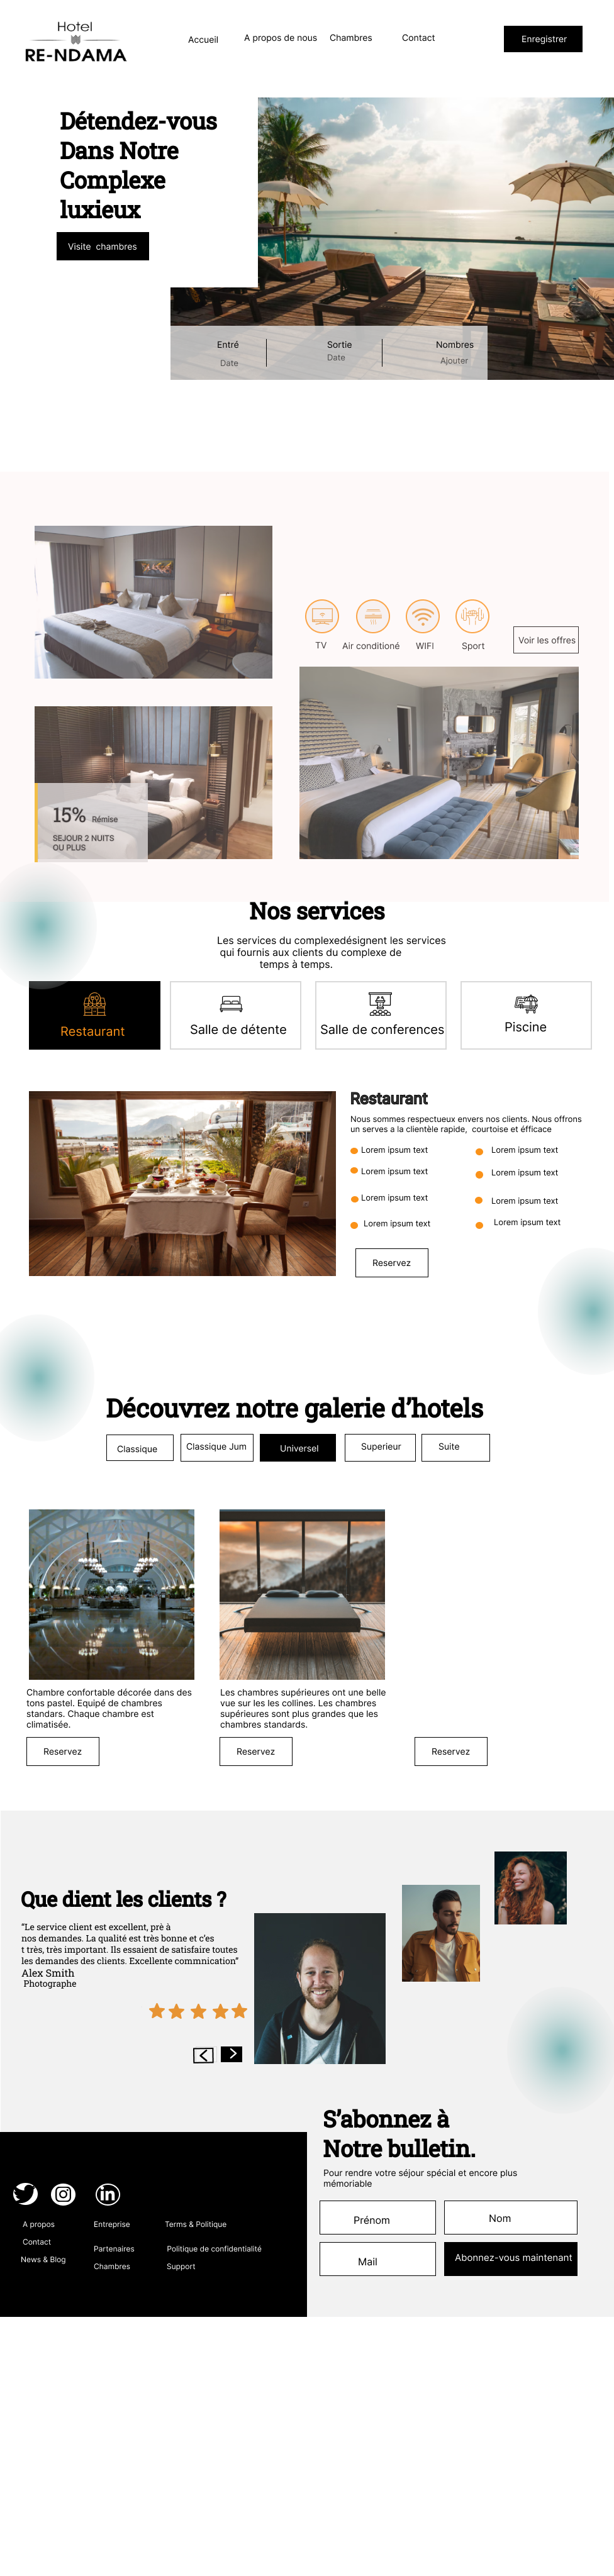 Hotel
RE-NDAMA
Accueil
A propos de nous
Chambres
Contact
Enregistrer
Détendez-vous
Dans Notre
Complexe
luxieux
Visite chambres
Entré
Date
Sortie
Date
Nombres
Ajouter
TV
Air conditioné
WIFI
Sport
Voir les offres
15% Rémise
SEJOUR 2 NUITS
OU PLUS
Nos services
Les services du complexedésignent les services
qui fournis aux clients du complexe de
temps à temps.
Restaurant
Salle de détente
Salle de conferences
Piscine
Restaurant
Nous sommes respectueux envers nos clients. Nous offrons
un serves a la clientèle rapide, courtoise et éfficace
Lorem ipsum text
Lorem ipsum text
Lorem ipsum text
Lorem ipsum text
Lorem ipsum text
Lorem ipsum text
Lorem ipsum text
Lorem ipsum text
Reservez
Découvrez notre galerie d’hotels
Classique
Classique Jum
Universel
Superieur
Suite
Chambre confortable décorée dans des
tons pastel. Equipé de chambres
standars. Chaque chambre est
climatisée.
Reservez
Les chambres supérieures ont une belle
vue sur les les collines. Les chambres
supérieures sont plus grandes que les
chambres standards.
Reservez
Reservez
Que dient les clients ?
“Le service client est excellent, prè à
nos demandes. La qualité est très bonne et c’es
t très, très important. Ils essaient de satisfaire toutes
les demandes des clients. Excellente commnication”
Alex Smith
Photographe
S’abonnez à
Notre bulletin.
Pour rendre votre séjour spécial et encore plus
mémoriable
Prénom
Nom
Mail
Abonnez-vous maintenant
A propos
Entreprise
Terms & Politique
Contact
Partenaires
Politique de confidentialité
News & Blog
Chambres
Support